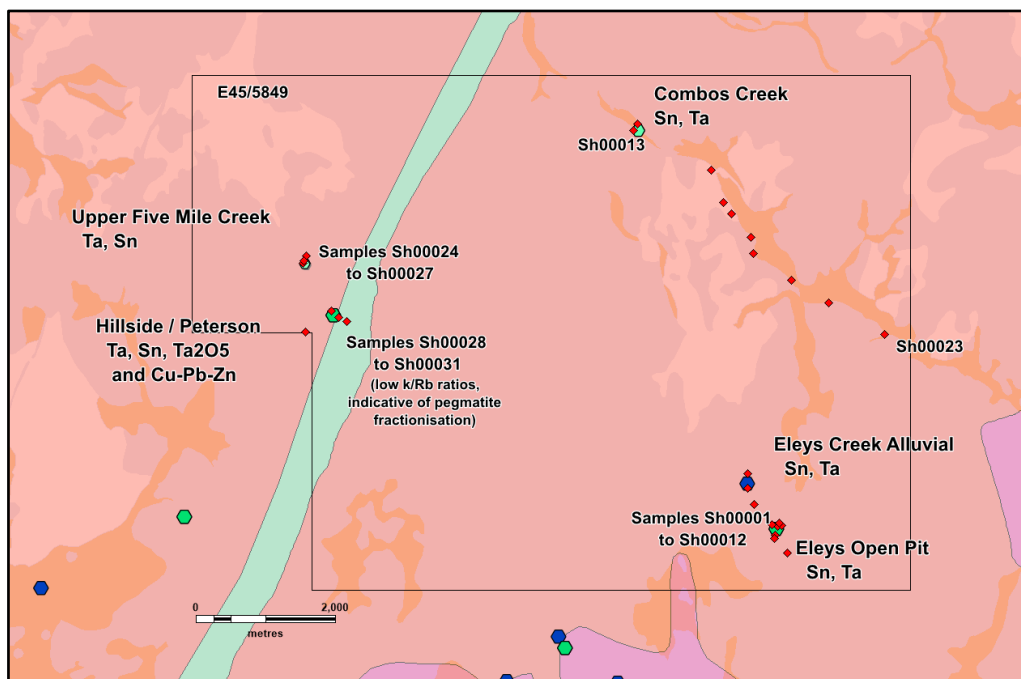 E45/5849
Combos Creek
Sn, Ta
Sh00013
Upper Five Mile Creek
Ta, Sn
Samples Sh00024
to Sh00027
Hillside / Peterson
Ta, Sn, Ta2O5
and Cu-Pb-Zn
Samples Sh00028
to Sh00031
(low k/Rb ratios,
indicative of pegmatite
fractionisation)
Sh00023
Eleys Creek Alluvial
Sn, Ta
Samples Sh00001
to Sh00012
Eleys Open Pit
Sn, Ta
0 2,000
metres